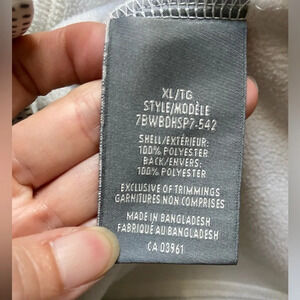 XL/TG
STYLE/MODÈLE
7BWBDHSP7-542
SHELL/EXTÉRIEUR:
100% POLYESTER
BACK/ENVERS:
100% POLYESTER
EXCLUSIVE OF TRIMMINGS
GARNITURES NON COMPRISES
MADE IN BANGLADESH
FABRIQUÉ AU BANGLADESH
CA 03961